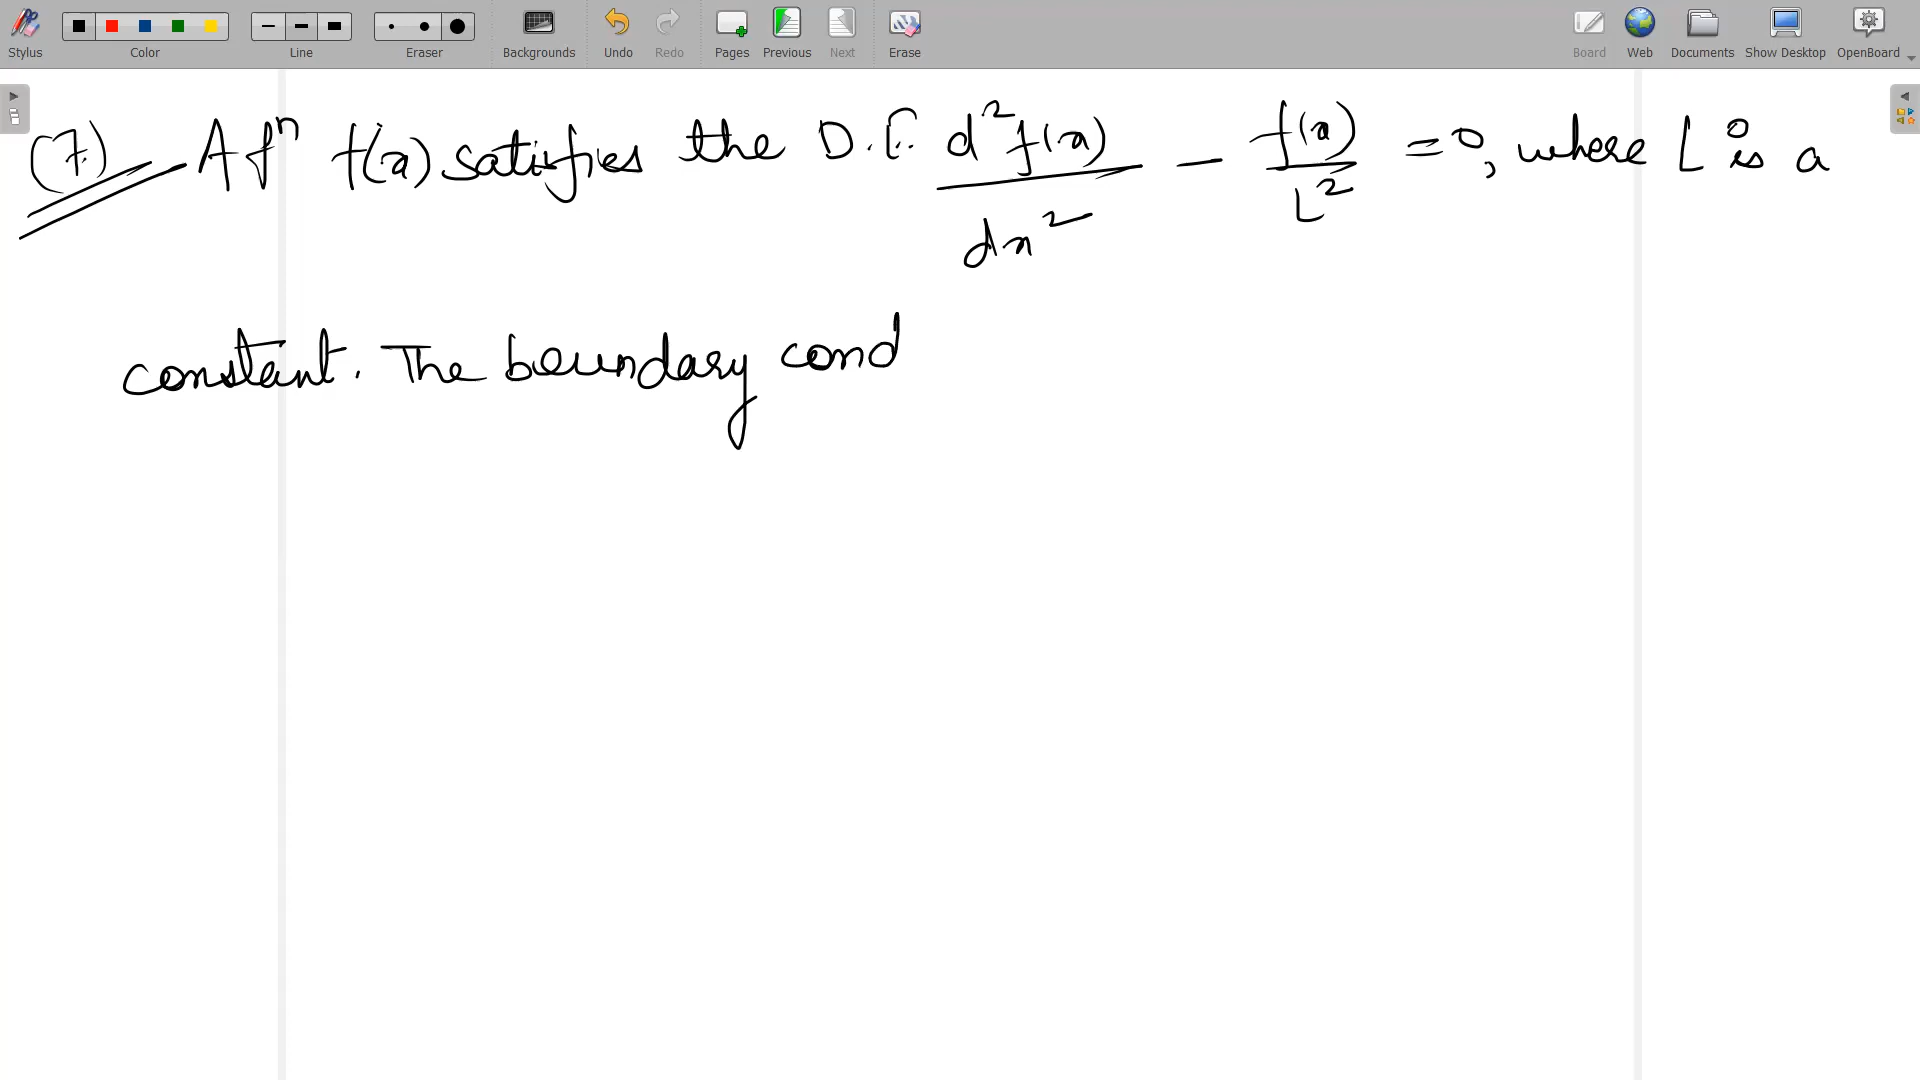 Stylus Color Line Eraser Backgrounds Undo Redo Pages Previous Next Erase Board Web Documents Show Desktop OpenBoard
(7) A fⁿ f(x) satisfies the D.E. d²f(x)/dx² - f(x)/L² = 0, where L is a
constant. The boundary cond